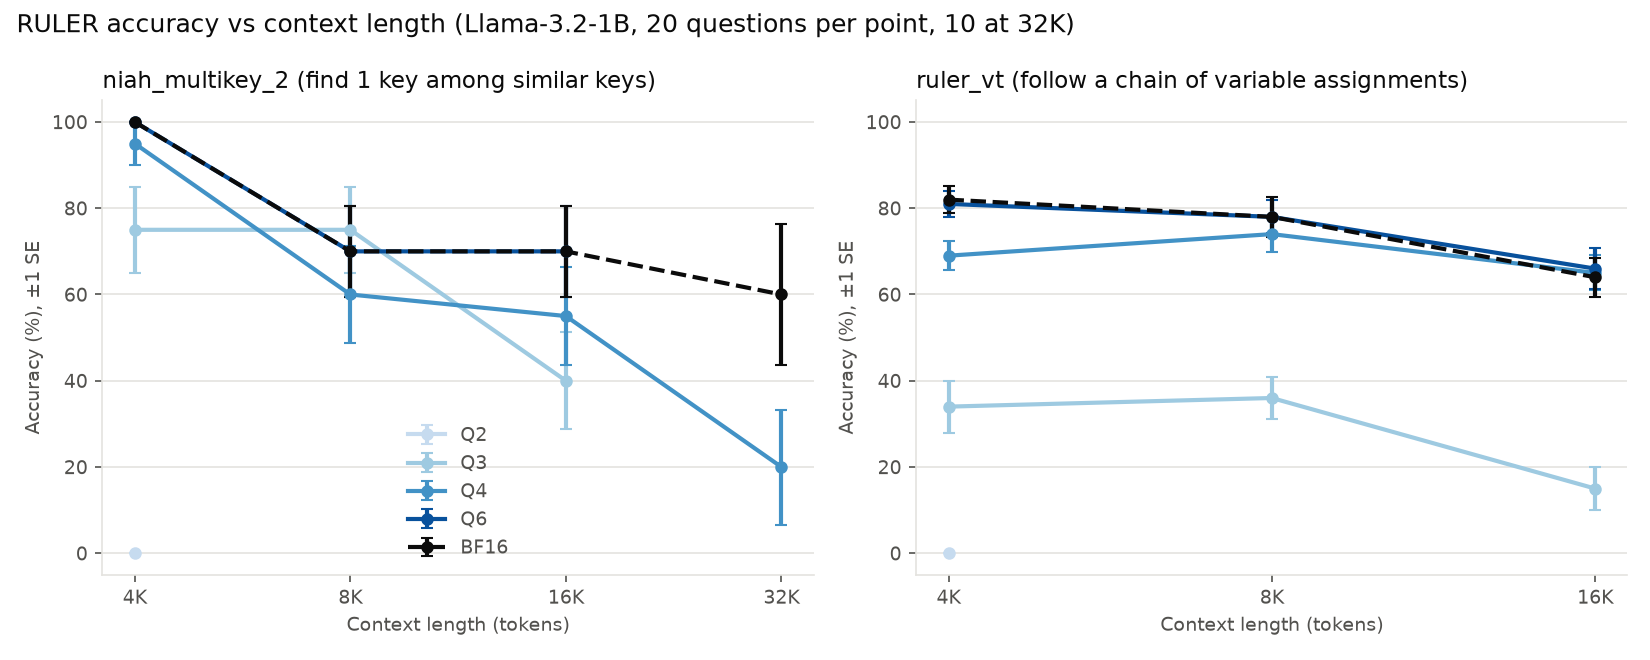 RULER accuracy vs context length (Llama-3.2-1B, 20 questions per point, 10 at 32K)
niah_multikey_2 (find 1 key among similar keys)
100
80
60
40
20
0
Accuracy (%), ±1 SE
4K
8K
16K
32K
Context length (tokens)
Q2
Q3
Q4
Q6
BF16
ruler_vt (follow a chain of variable assignments)
100
80
60
40
20
0
Accuracy (%), ±1 SE
4K
8K
16K
Context length (tokens)